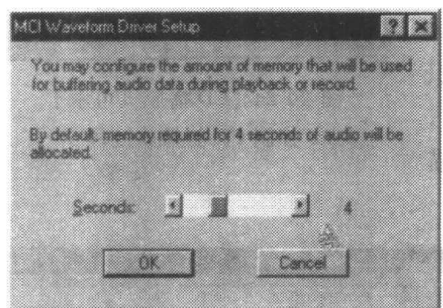 MCI Waveform Driver Setup
You may configure the amount of memory that will be used
for buffering audio data during playback or record.
By default, memory required for 4 seconds of audio will be
allocated.
Seconds: 4
OK Cancel